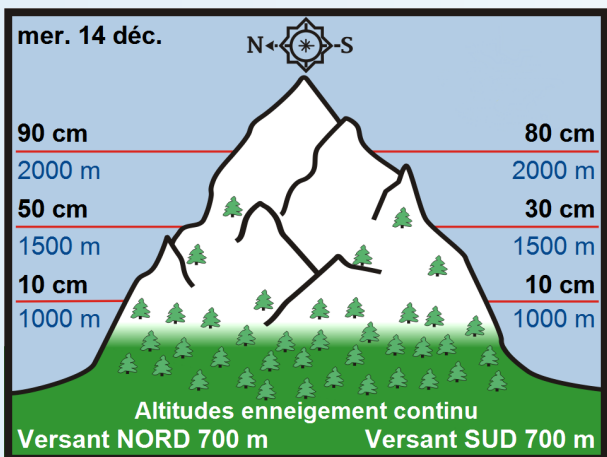 mer. 14 déc.
N S
90 cm 80 cm
2000 m 2000 m
50 cm 30 cm
1500 m 1500 m
10 cm 10 cm
1000 m 1000 m
Altitudes enneigement continu
Versant NORD 700 m Versant SUD 700 m